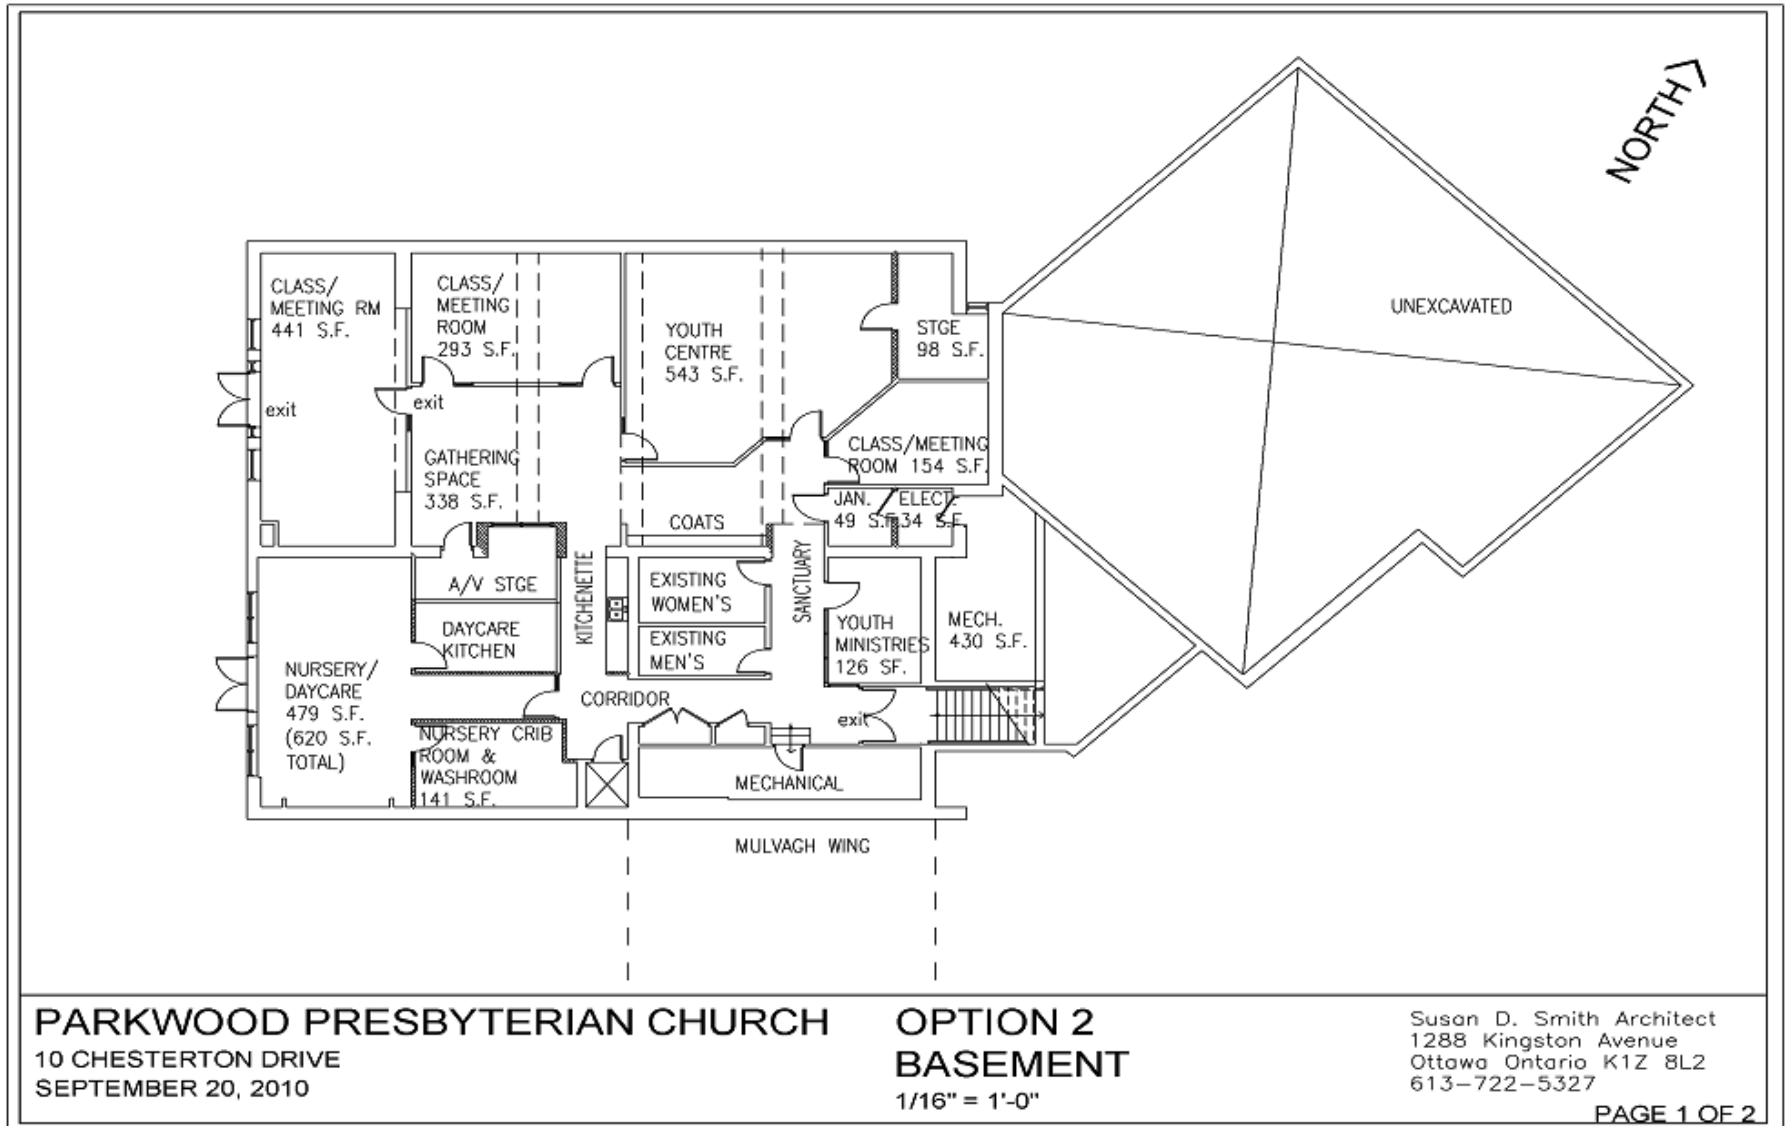 NORTH
CLASS/
MEETING RM
441 S.F.
CLASS/
MEETING
ROOM
293 S.F.
YOUTH
CENTRE
543 S.F.
STGE
98 S.F.
UNEXCAVATED
exit
exit
GATHERING
SPACE
338 S.F.
CLASS/MEETING
ROOM 154 S.F.
JAN.
49 S.F.
ELECT.
34 S.F.
COATS
A/V STGE
KITCHENETTE
EXISTING
WOMEN'S
SANCTUARY
DAYCARE
KITCHEN
EXISTING
MEN'S
YOUTH
MINISTRIES
126 SF.
MECH.
430 S.F.
NURSERY/
DAYCARE
479 S.F.
(620 S.F.
TOTAL)
CORRIDOR
exit
NURSERY CRIB
ROOM &
WASHROOM
141 S.F.
MECHANICAL
MULVAGH WING
PARKWOOD PRESBYTERIAN CHURCH
10 CHESTERTON DRIVE
SEPTEMBER 20, 2010
OPTION 2
BASEMENT
1/16" = 1'-0"
Susan D. Smith Architect
1288 Kingston Avenue
Ottawa Ontario K1Z 8L2
613-722-5327
PAGE 1 OF 2